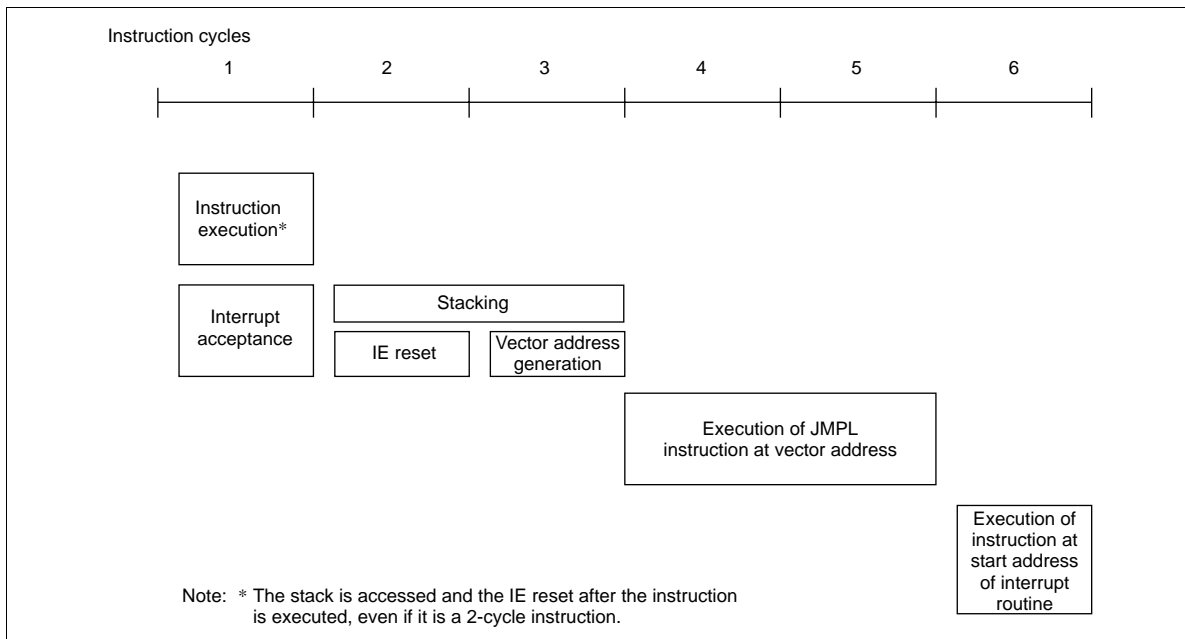 Instruction cycles
1 2 3 4 5 6
Instruction
execution*
Interrupt
acceptance
Stacking
IE reset
Vector address
generation
Execution of JMPL
instruction at vector address
Execution of
instruction at
start address
of interrupt
routine
Note: * The stack is accessed and the IE reset after the instruction
is executed, even if it is a 2-cycle instruction.